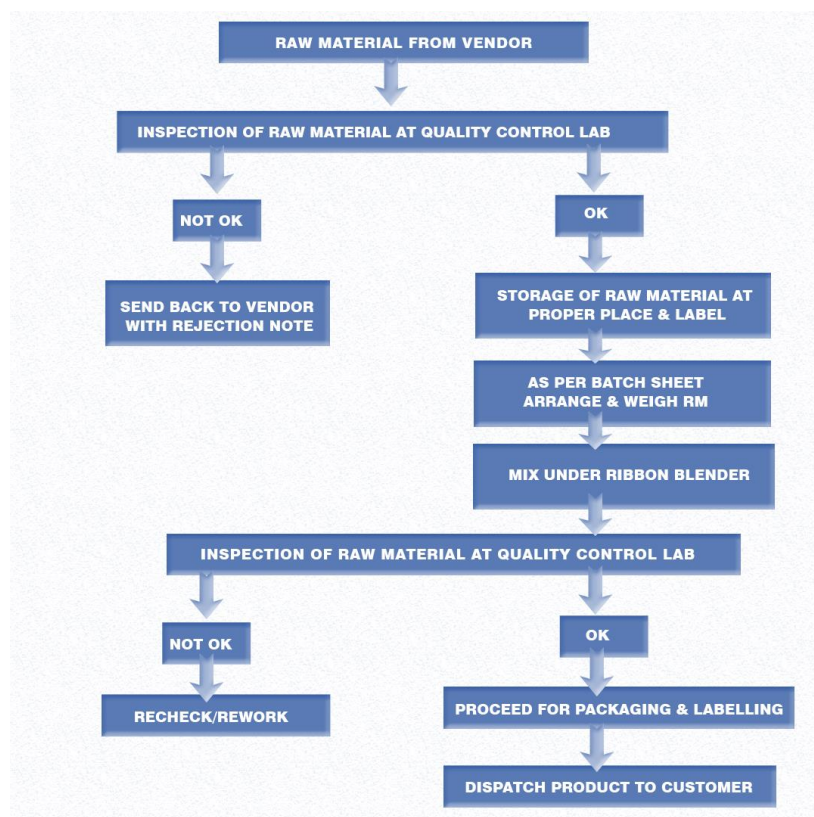 RAW MATERIAL FROM VENDOR
INSPECTION OF RAW MATERIAL AT QUALITY CONTROL LAB
NOT OK
OK
SEND BACK TO VENDOR
WITH REJECTION NOTE
STORAGE OF RAW MATERIAL AT
PROPER PLACE & LABEL
AS PER BATCH SHEET
ARRANGE & WEIGH RM
MIX UNDER RIBBON BLENDER
INSPECTION OF RAW MATERIAL AT QUALITY CONTROL LAB
NOT OK
OK
RECHECK/REWORK
PROCEED FOR PACKAGING & LABELLING
DISPATCH PRODUCT TO CUSTOMER